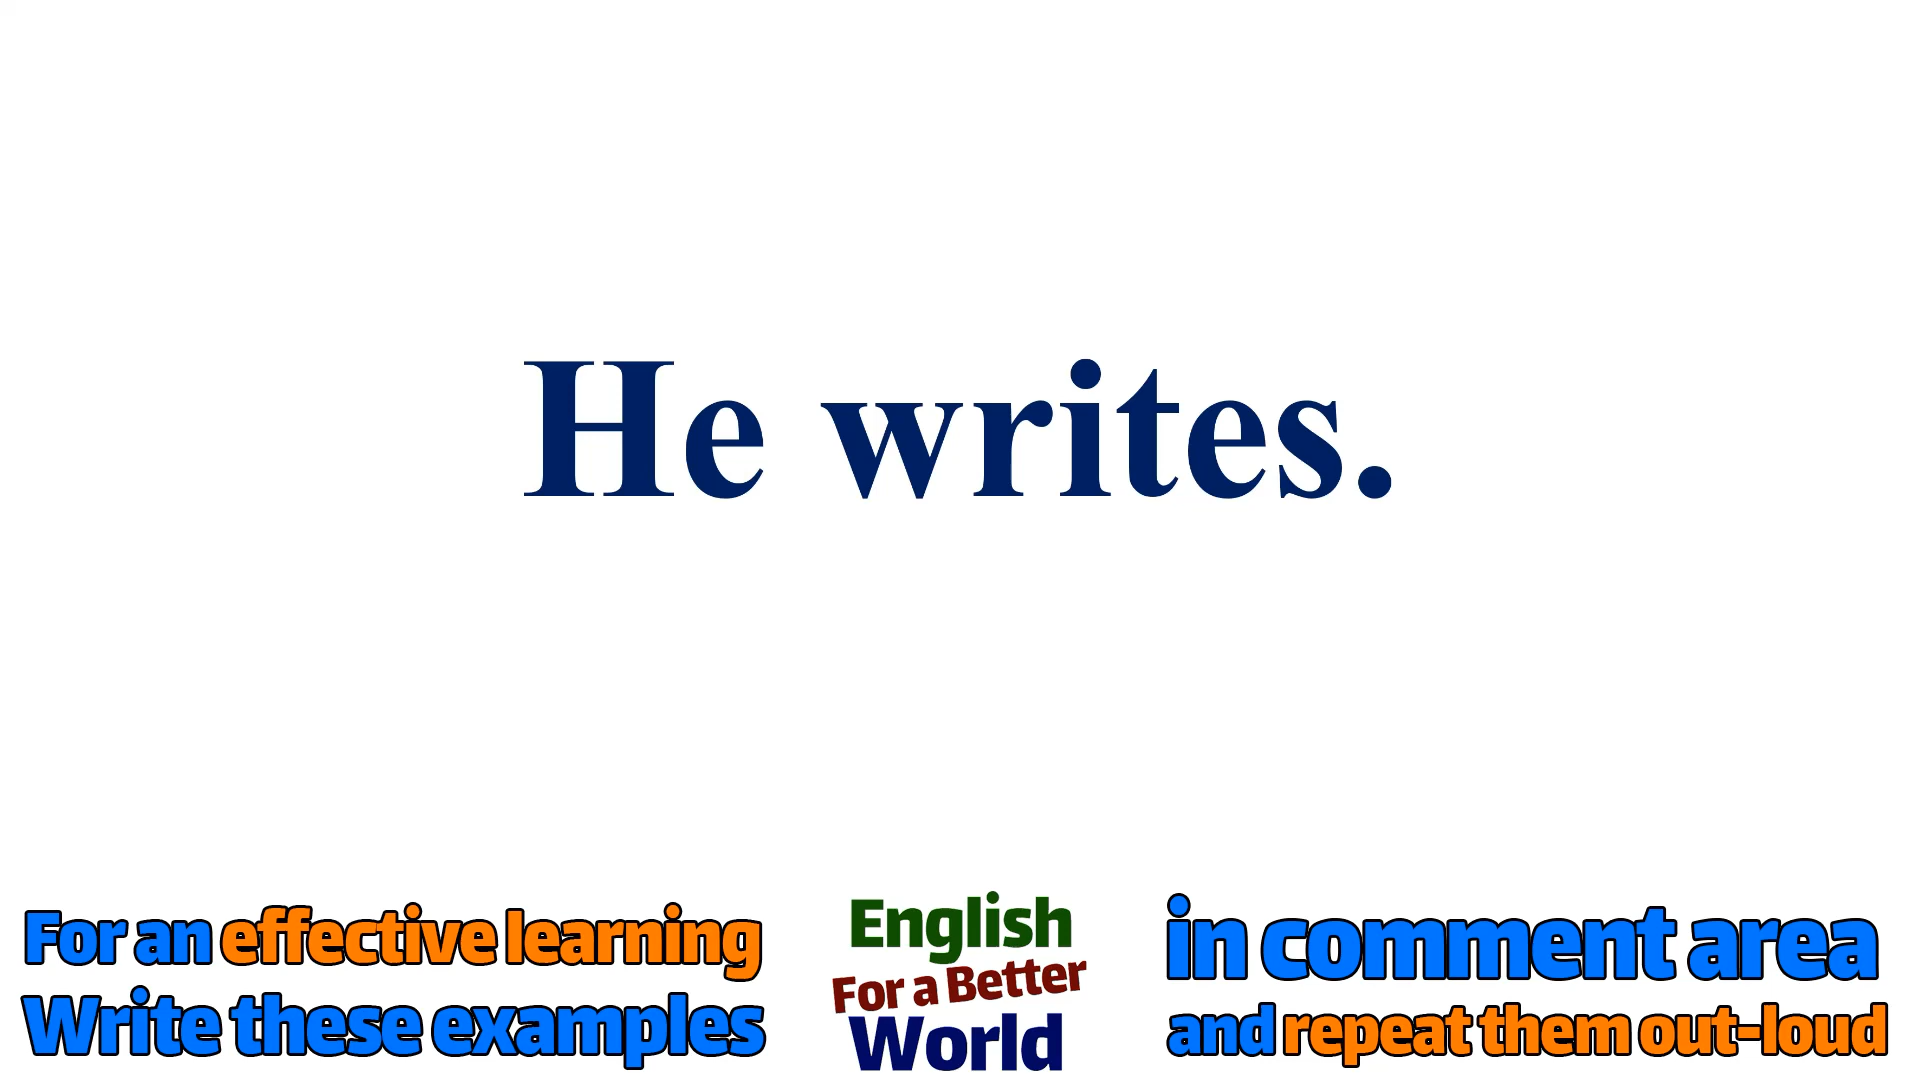 He writes.
For an effective learning
Write these examples
English
For a Better
World
in comment area
and repeat them out-loud